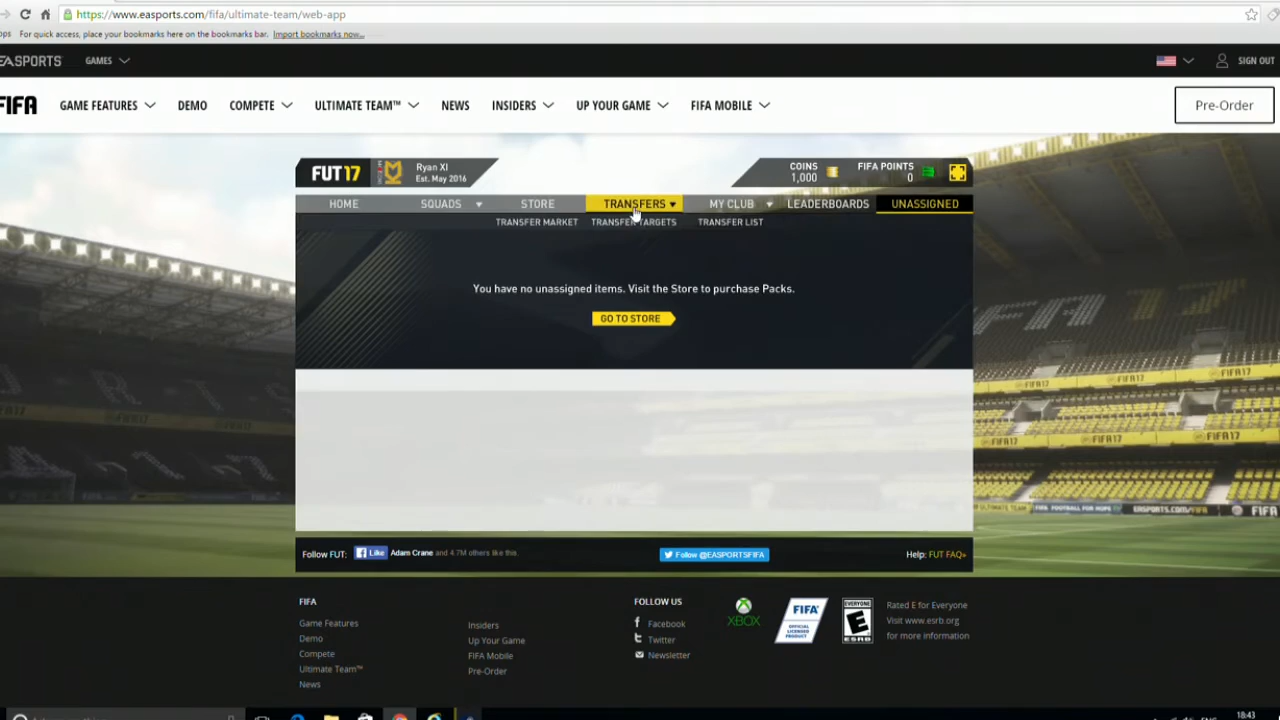 https://www.easports.com/fifa/ultimate-team/web-app
For quick access, place your bookmarks here on the bookmarks bar. Import bookmarks now...
EA SPORTS GAMES SIGN OUT
FIFA GAME FEATURES DEMO COMPETE ULTIMATE TEAM™ NEWS INSIDERS UP YOUR GAME FIFA MOBILE Pre-Order
FUT17 Ryan XI COINS FIFA POINTS
Est. May 2016 1,000 0
HOME SQUADS STORE TRANSFERS MY CLUB LEADERBOARDS UNASSIGNED
TRANSFER MARKET TRANSFER TARGETS TRANSFER LIST
You have no unassigned items. Visit the Store to purchase Packs.
GO TO STORE
Follow FUT: Like Adam Crane and 4.7M others like this. Follow @EASPORTSFIFA Help: FUT FAQ»
FIFA FOLLOW US
Game Features
Demo
Compete
Ultimate Team™
News
Insiders
Up Your Game
FIFA Mobile
Pre-Order
Facebook
Twitter
Newsletter
XBOX
FIFA
OFFICIAL
LICENSED
PRODUCT
EVERYONE
E
ESRB
Rated E for Everyone
Visit www.esrb.org
for more information
18:43